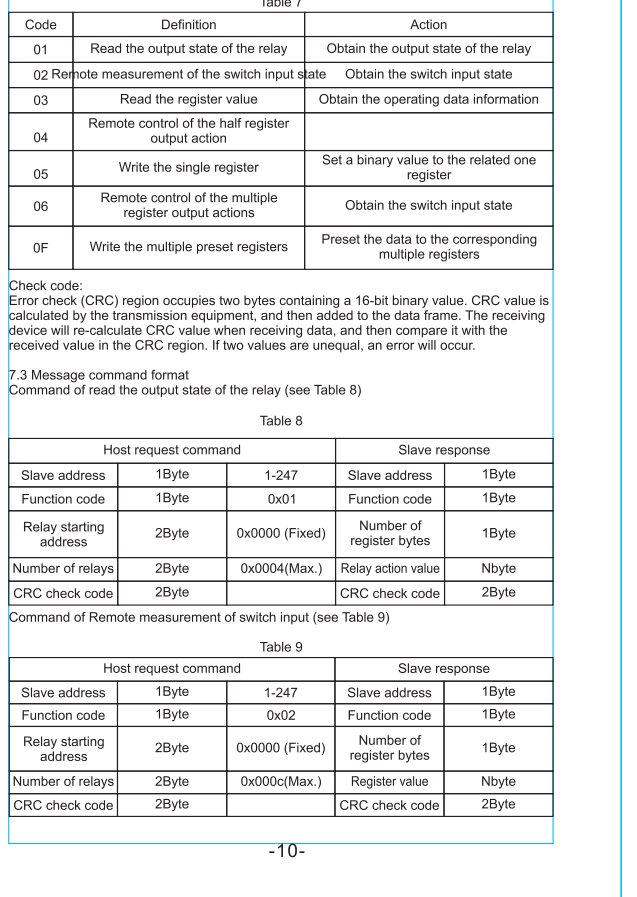 Table 7
Code Definition Action
01 Read the output state of the relay Obtain the output state of the relay
02 Remote measurement of the switch input state Obtain the switch input state
03 Read the register value Obtain the operating data information
04 Remote control of the half register
output action
05 Write the single register Set a binary value to the related one
register
06 Remote control of the multiple
register output actions Obtain the switch input state
0F Write the multiple preset registers Preset the data to the corresponding
multiple registers
Check code:
Error check (CRC) region occupies two bytes containing a 16-bit binary value. CRC value is
calculated by the transmission equipment, and then added to the data frame. The receiving
device will re-calculate CRC value when receiving data, and then compare it with the
received value in the CRC region. If two values are unequal, an error will occur.
7.3 Message command format
Command of read the output state of the relay (see Table 8)
Table 8
Host request command Slave response
Slave address 1Byte 1-247 Slave address 1Byte
Function code 1Byte 0x01 Function code 1Byte
Relay starting
address 2Byte 0x0000 (Fixed) Number of
register bytes 1Byte
Number of relays 2Byte 0x0004(Max.) Relay action value Nbyte
CRC check code 2Byte CRC check code 2Byte
Command of Remote measurement of switch input (see Table 9)
Table 9
Host request command Slave response
Slave address 1Byte 1-247 Slave address 1Byte
Function code 1Byte 0x02 Function code 1Byte
Relay starting
address 2Byte 0x0000 (Fixed) Number of
register bytes 1Byte
Number of relays 2Byte 0x000c(Max.) Register value Nbyte
CRC check code 2Byte CRC check code 2Byte
-10-